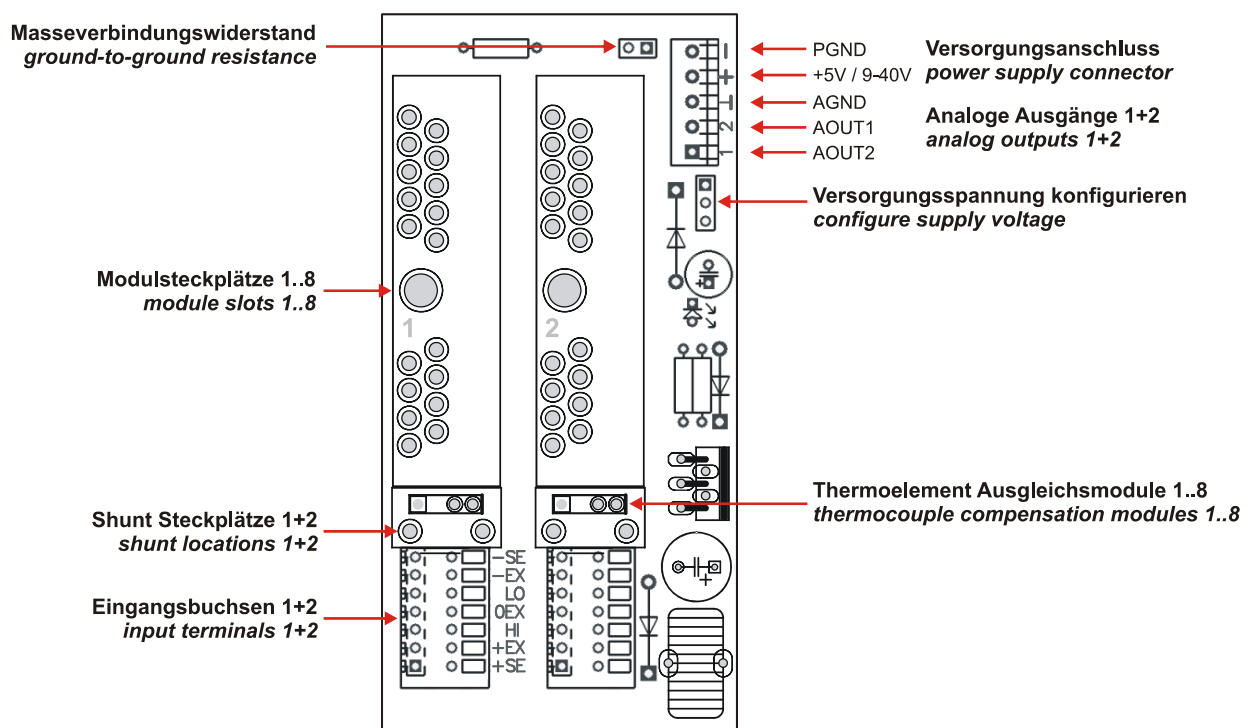 Masseverbindungswiderstand
ground-to-ground resistance
PGND
+5V / 9-40V
AGND
AOUT1
AOUT2
Versorgungsanschluss
power supply connector
Analoge Ausgänge 1+2
analog outputs 1+2
2
1
Versorgungsspannung konfigurieren
configure supply voltage
Modulsteckplätze 1..8
module slots 1..8
1
2
Thermoelement Ausgleichsmodule 1..8
thermocouple compensation modules 1..8
Shunt Steckplätze 1+2
shunt locations 1+2
Eingangsbuchsen 1+2
input terminals 1+2
-SE
-EX
LO
0EX
HI
+EX
+SE